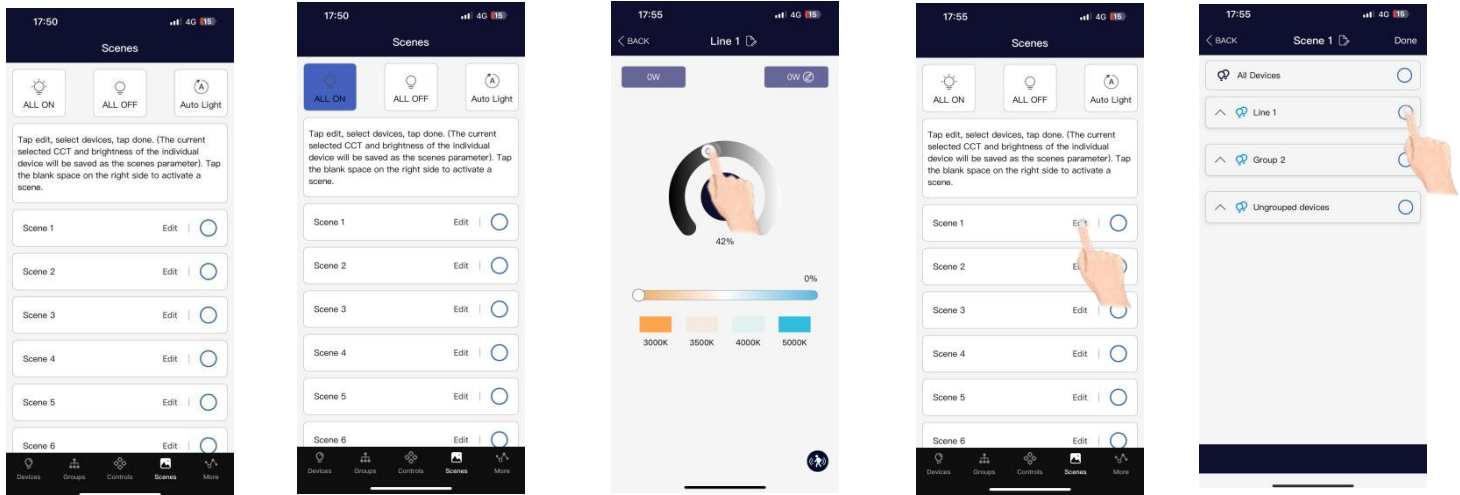 17:50
4G 15
Scenes
ALL ON
ALL OFF
Auto Light
Tap edit, select devices, tap done. (The current
selected CCT and brightness of the individual
device will be saved as the scenes parameter). Tap
the blank space on the right side to activate a
scene.
Scene 1 Edit
Scene 2 Edit
Scene 3 Edit
Scene 4 Edit
Scene 5 Edit
Scene 6 Edit
Devices Groups Controls Scenes More
17:50
4G 15
Scenes
ALL ON
ALL OFF
Auto Light
Tap edit, select devices, tap done. (The current
selected CCT and brightness of the individual
device will be saved as the scenes parameter). Tap
the blank space on the right side to activate a
scene.
Scene 1 Edit
Scene 2 Edit
Scene 3 Edit
Scene 4 Edit
Scene 5 Edit
Scene 6 Edit
Devices Groups Controls Scenes More
17:55
4G 15
BACK Line 1
0W 0W
42%
0%
3000K 3500K 4000K 5000K
17:55
4G 15
Scenes
ALL ON
ALL OFF
Auto Light
Tap edit, select devices, tap done. (The current
selected CCT and brightness of the individual
device will be saved as the scenes parameter). Tap
the blank space on the right side to activate a
scene.
Scene 1
Scene 2
Scene 3 Edit
Scene 4 Edit
Scene 5 Edit
Scene 6 Edit
Devices Groups Controls Scenes More
17:55
4G 15
BACK Scene 1 Done
All Devices
Line 1
Group 2
Ungrouped devices